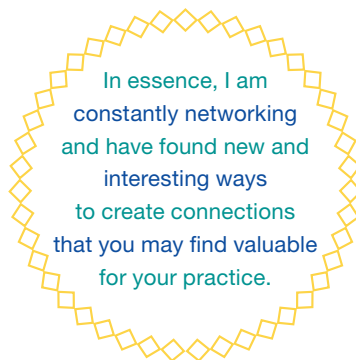 In essence, I am
constantly networking
and have found new and
interesting ways
to create connections
that you may find valuable
for your practice.